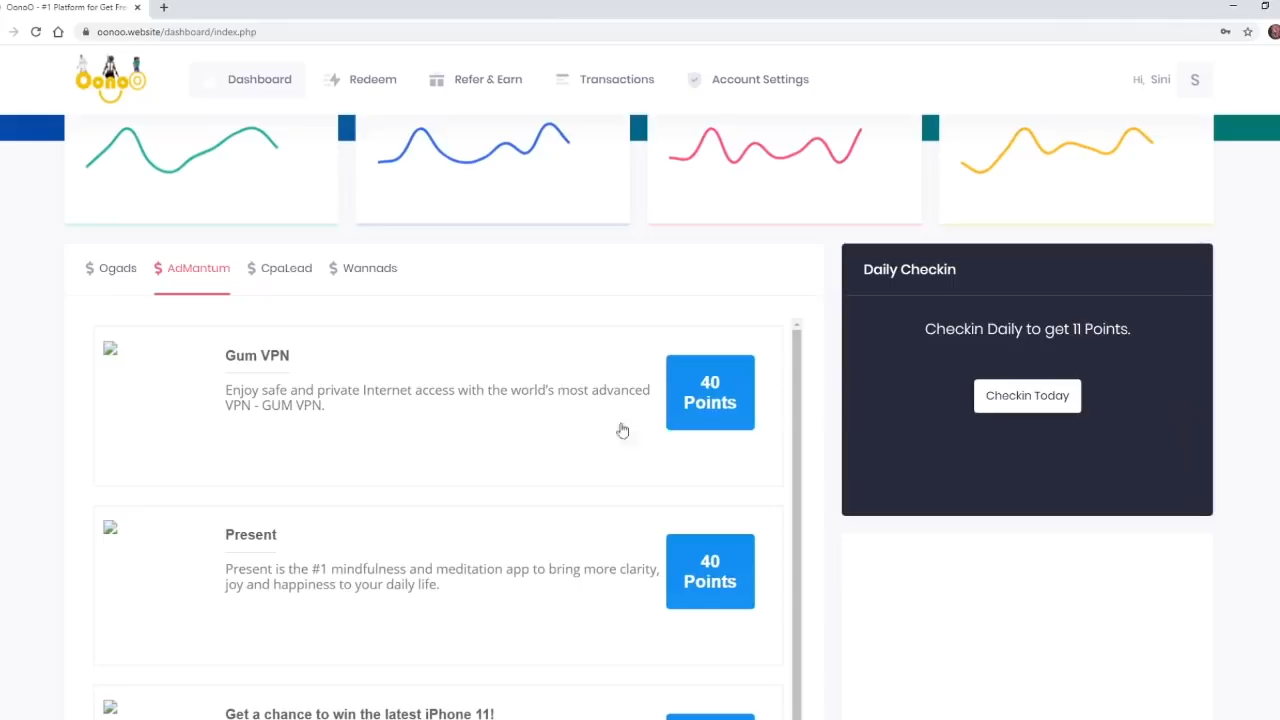 OonoO - #1 Platform for Get Fre
oonoo.website/dashboard/index.php
OonoO
Dashboard
Redeem
Refer & Earn
Transactions
Account Settings
Hi, Sini
S
$ Ogads
$ AdMantum
$ CpaLead
$ Wannads
Gum VPN
Enjoy safe and private Internet access with the world's most advanced
VPN - GUM VPN.
40
Points
Present
Present is the #1 mindfulness and meditation app to bring more clarity,
joy and happiness to your daily life.
40
Points
Get a chance to win the latest iPhone 11!
Daily Checkin
Checkin Daily to get 11 Points.
Checkin Today